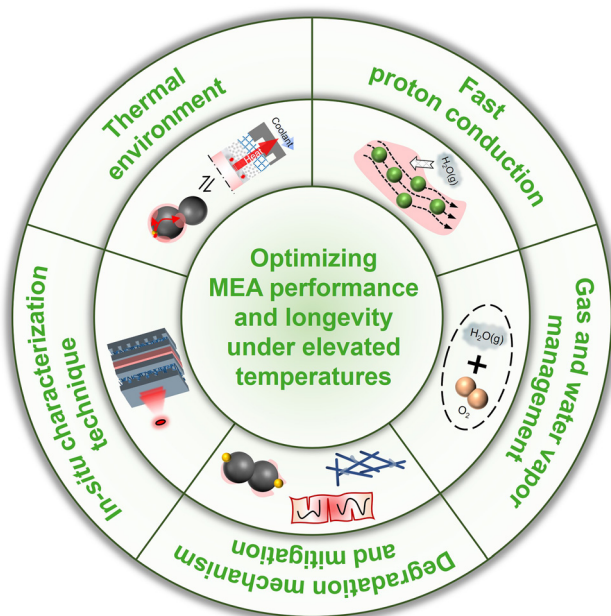 Thermal
environment
Fast
proton conduction
Gas and water vapor
management
Degradation mechanism
and mitigation
In-situ characterization
technique
Optimizing
MEA performance
and longevity
under elevated
temperatures
Coolant
Heat
H₂O(g)
H₂O(g)
+
O₂